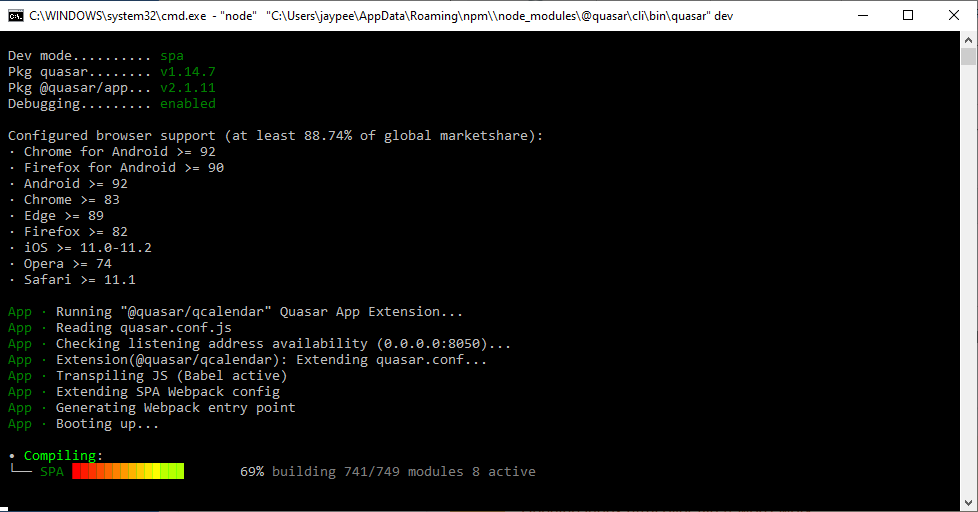 C:\WINDOWS\system32\cmd.exe - "node" "C:\Users\jaypee\AppData\Roaming\npm\\node_modules\@quasar\cli\bin\quasar" dev
Dev mode.......... spa
Pkg quasar........ v1.14.7
Pkg @quasar/app... v2.1.11
Debugging......... enabled
Configured browser support (at least 88.74% of global marketshare):
· Chrome for Android >= 92
· Firefox for Android >= 90
· Android >= 92
· Chrome >= 83
· Edge >= 89
· Firefox >= 82
· iOS >= 11.0-11.2
· Opera >= 74
· Safari >= 11.1
App · Running "@quasar/qcalendar" Quasar App Extension...
App · Reading quasar.conf.js
App · Checking listening address availability (0.0.0.0:8050)...
App · Extension(@quasar/qcalendar): Extending quasar.conf...
App · Transpiling JS (Babel active)
App · Extending SPA Webpack config
App · Generating Webpack entry point
App · Booting up...
• Compiling:
└── SPA 69% building 741/749 modules 8 active